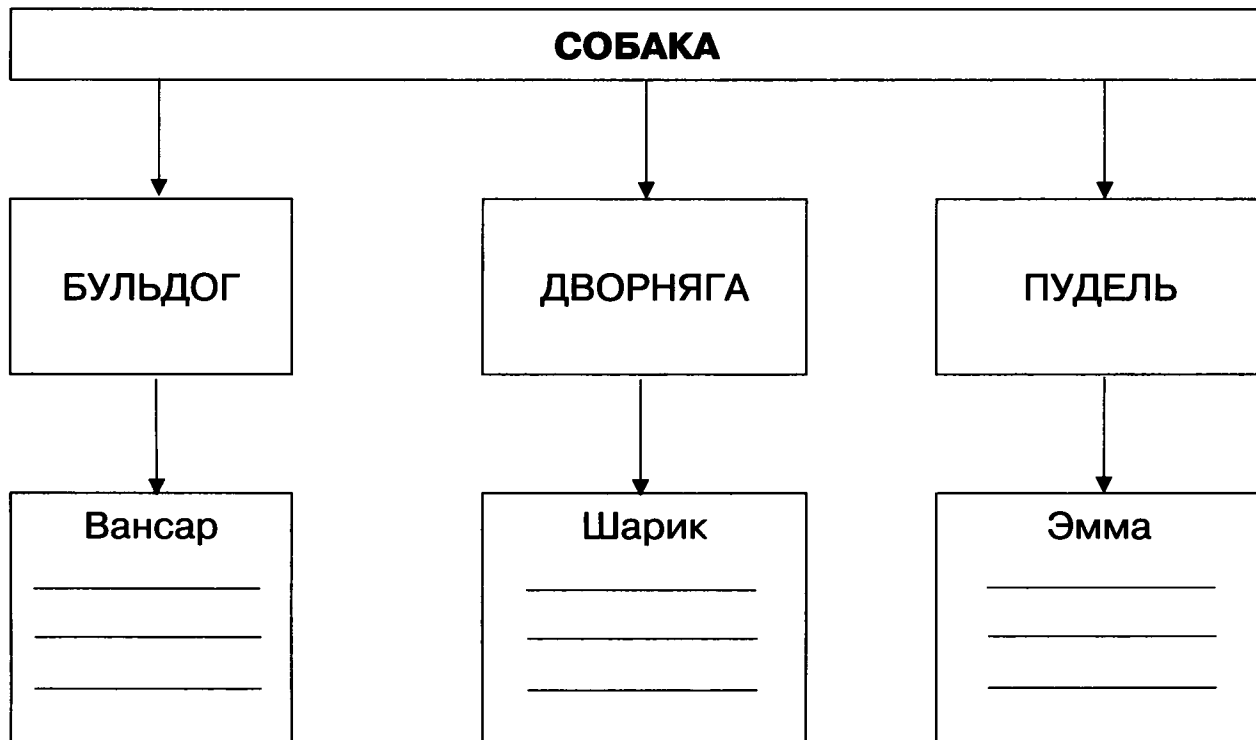 СОБАКА
БУЛЬДОГ
ДВОРНЯГА
ПУДЕЛЬ
Вансар
Шарик
Эмма